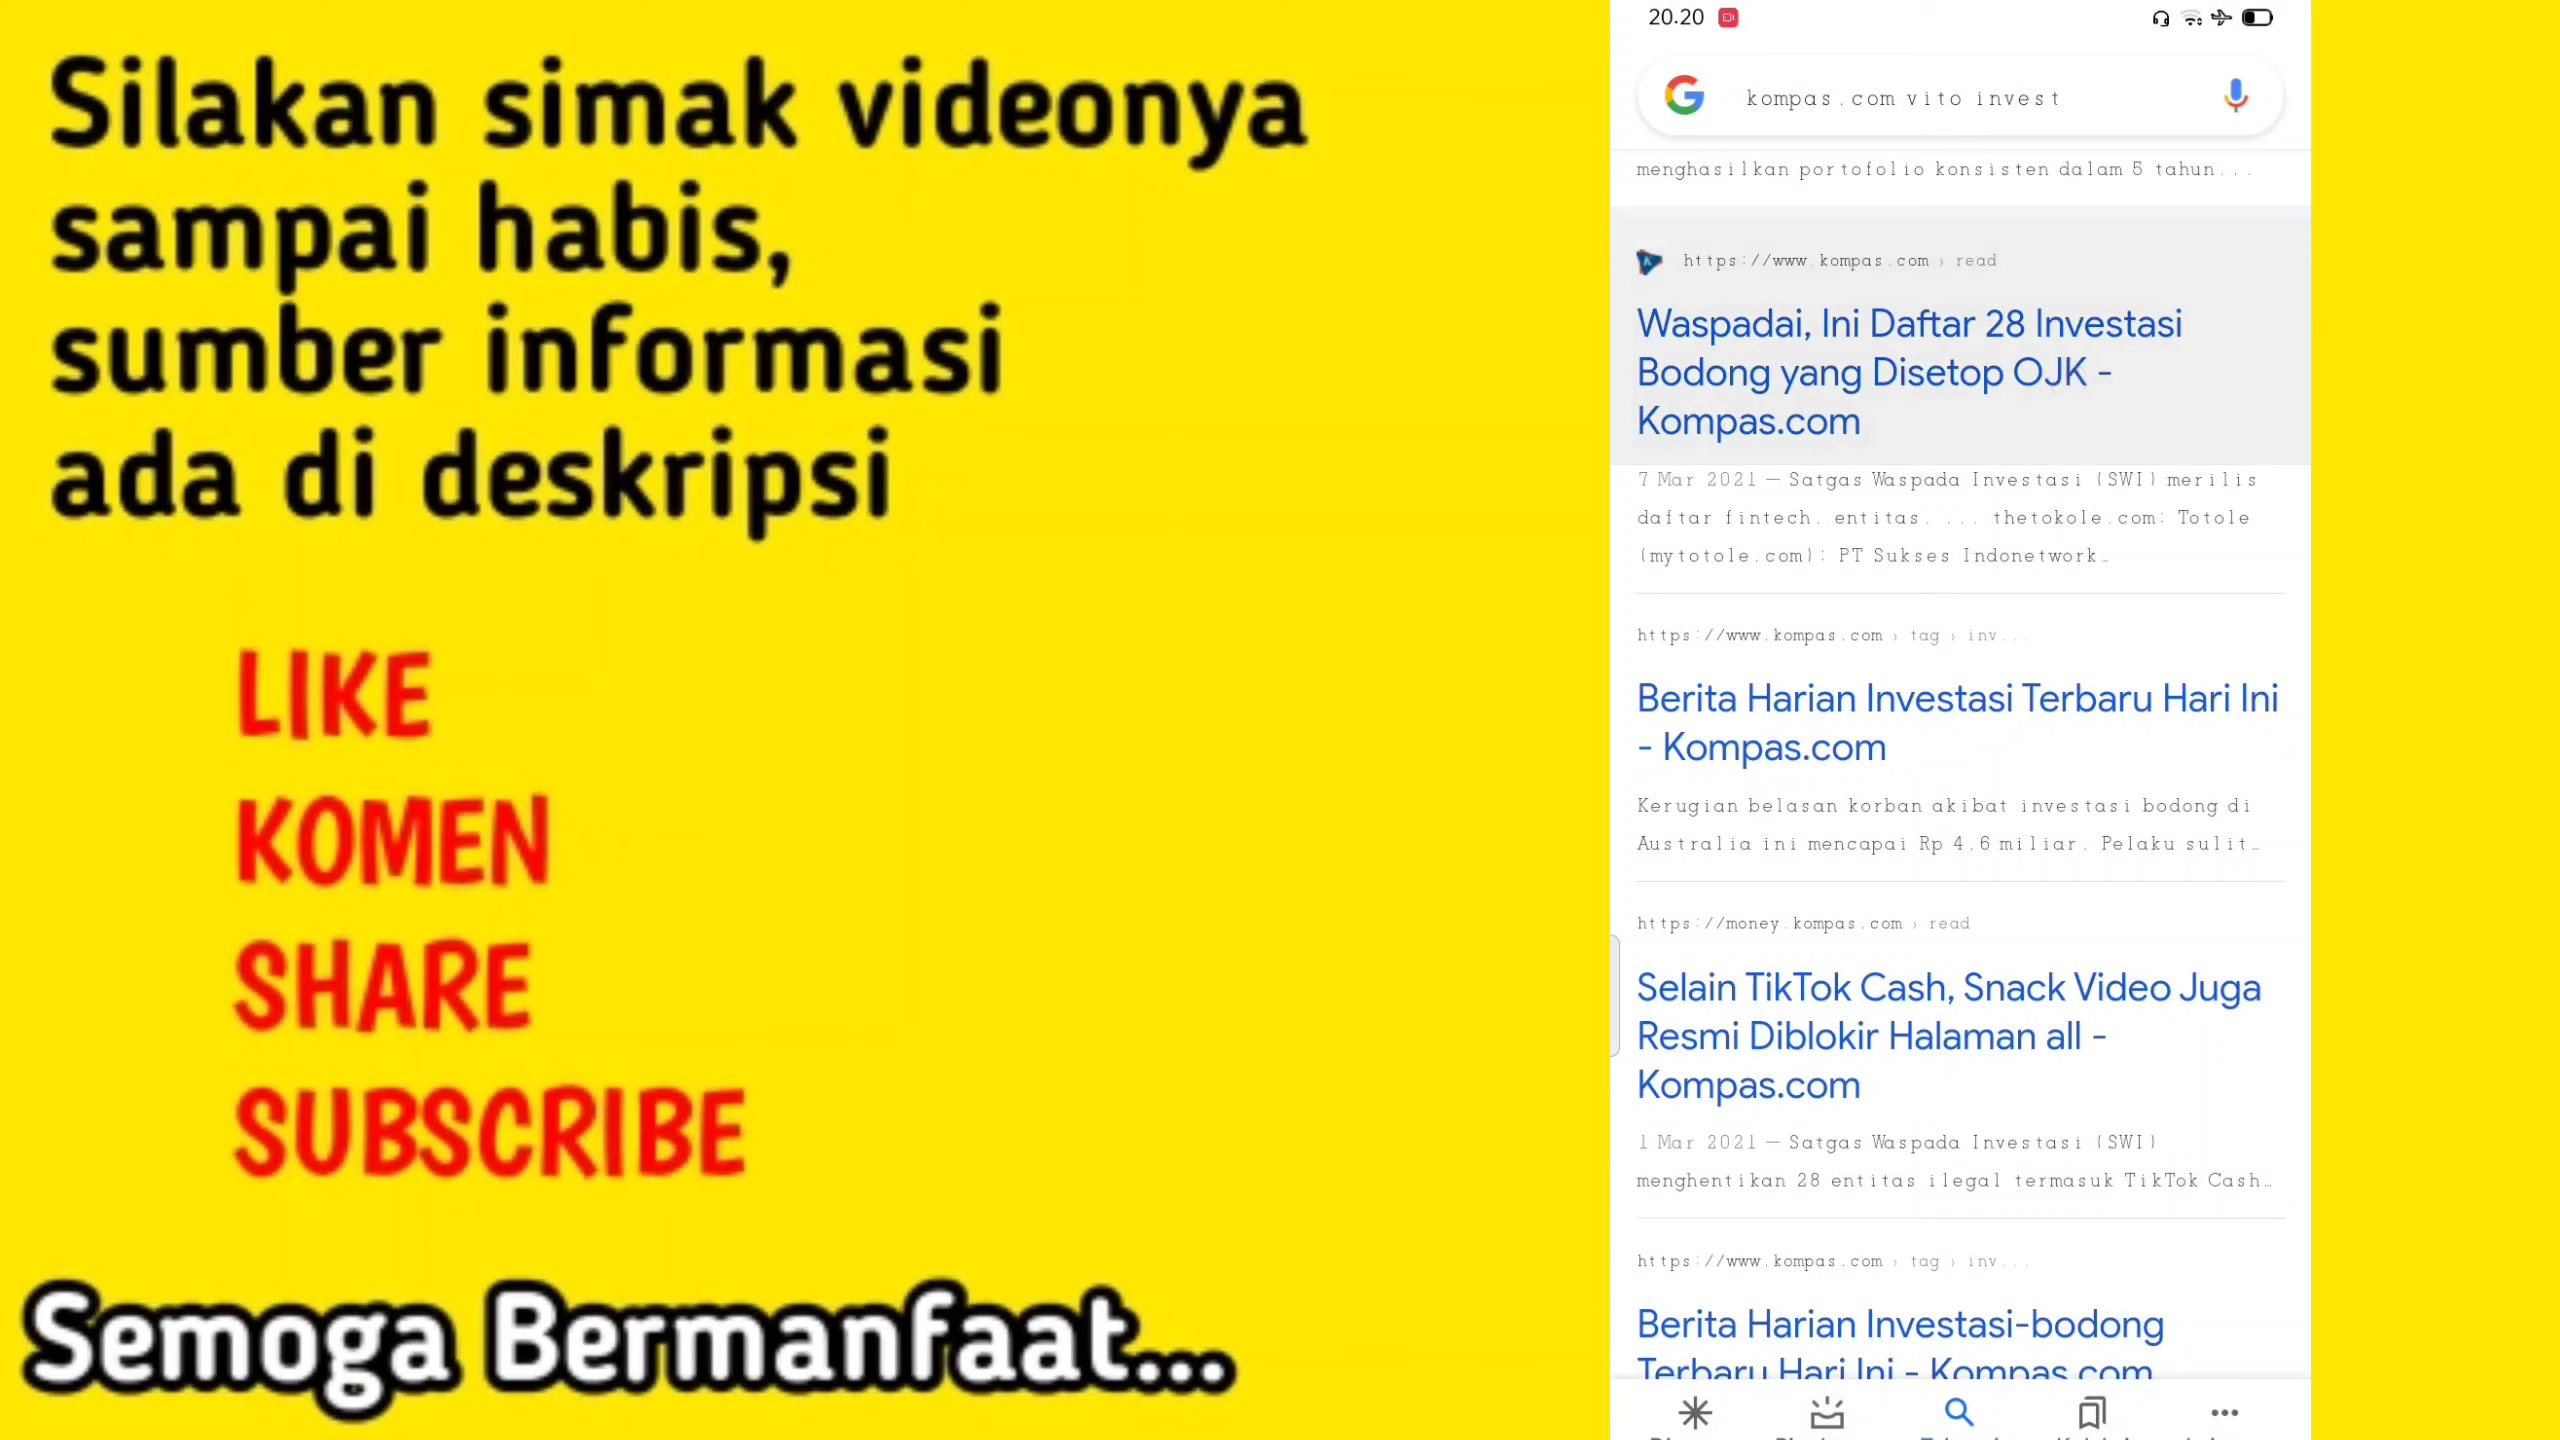 Silakan simak videonya
sampai habis,
sumber informasi
ada di deskripsi
LIKE
KOMEN
SHARE
SUBSCRIBE
Semoga Bermanfaat...
20.20
kompas.com vito invest
menghasilkan portofolio konsisten dalam 5 tahun...
https://www.kompas.com › read
Waspadai, Ini Daftar 28 Investasi
Bodong yang Disetop OJK -
Kompas.com
7 Mar 2021 — Satgas Waspada Investasi (SWI) merilis
daftar fintech. entitas. ... thetokole.com: Totole
(mytotole.com): PT Sukses Indonetwork...
https://www.kompas.com › tag › inv...
Berita Harian Investasi Terbaru Hari Ini
- Kompas.com
Kerugian belasan korban akibat investasi bodong di
Australia ini mencapai Rp 4,6 miliar. Pelaku sulit...
https://money.kompas.com › read
Selain TikTok Cash, Snack Video Juga
Resmi Diblokir Halaman all -
Kompas.com
1 Mar 2021 — Satgas Waspada Investasi (SWI)
menghentikan 28 entitas ilegal termasuk TikTok Cash...
https://www.kompas.com › tag › inv...
Berita Harian Investasi-bodong
Terbaru Hari Ini - Kompas.com